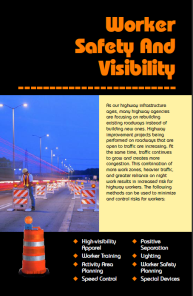 Worker
Safety And
Visibility
As our highway infrastructure
ages, many highway agencies
are focusing on rebuilding
existing roadways instead of
building new ones. Highway
improvement projects being
performed on roadways that are
open to traffic are increasing. At
the same time, traffic continues
to grow and creates more
congestion. This combination of
more work zones, heavier traffic,
and greater reliance on night
work results in increased risk for
highway workers. The following
methods can be used to minimize
and control risks for workers:
High-visibility
Apparel
Worker Training
Activity Area
Planning
Speed Control
Positive
Separation
Lighting
Worker Safety
Planning
Special Devices